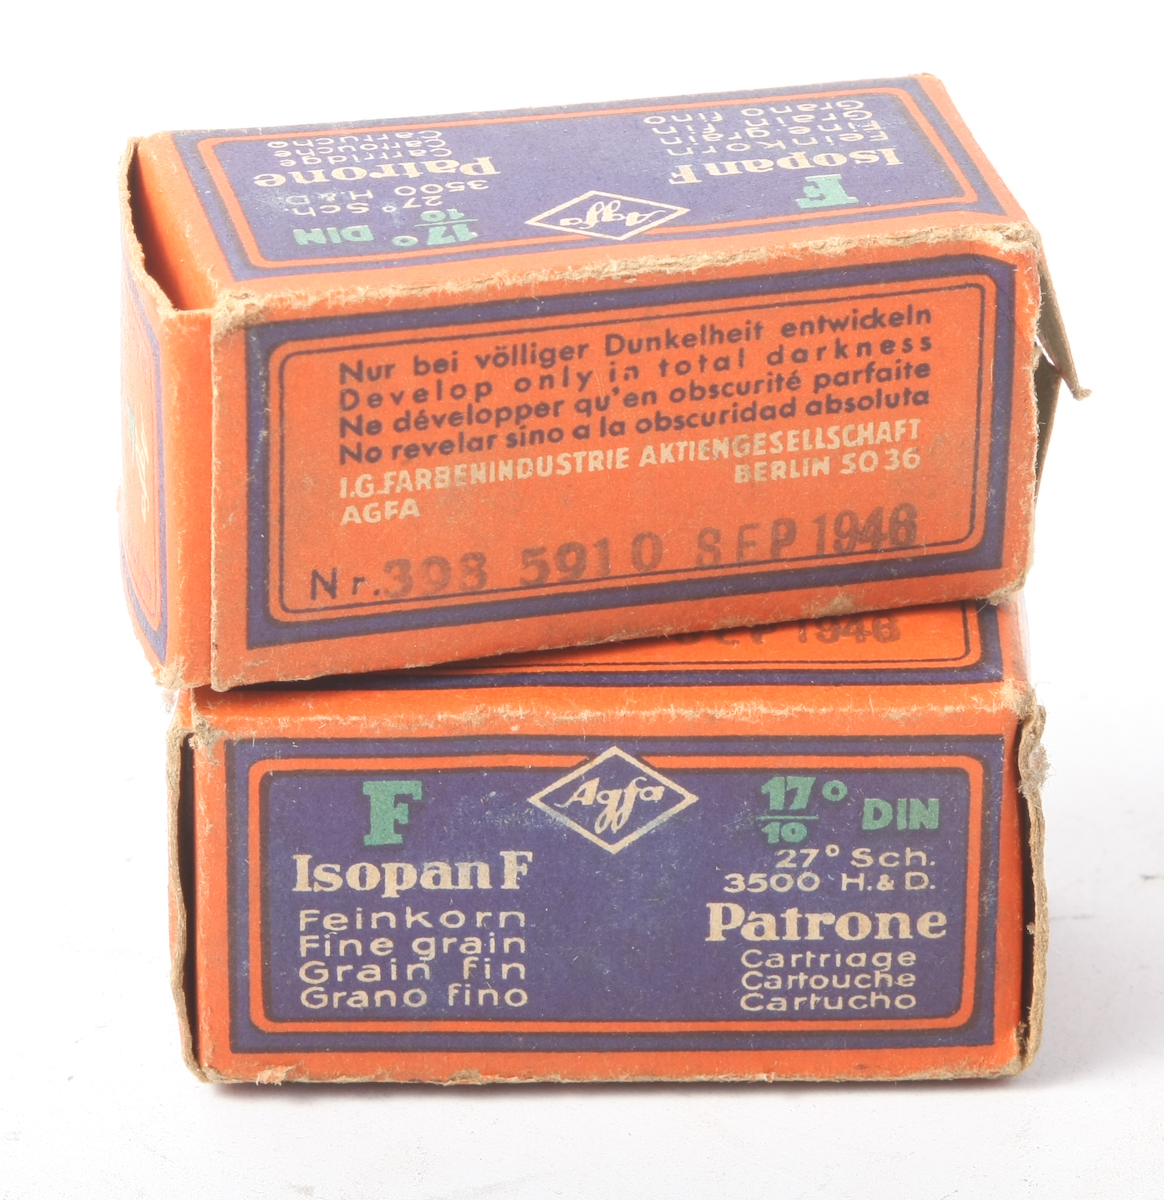 F
Isopan F
Feinkorn
Fine grain
Grain fin
Grano fino
Agfa
17°
10
DIN
27° Sch.
3500 H. & D.
Patrone
Cartridge
Cartouche
Cartucho
Nur bei völliger Dunkelheit entwickeln
Develop only in total darkness
Ne développer qu'en obscurité parfaite
No revelar sino a la obscuridad absoluta
I.G. FARBENINDUSTRIE AKTIENGESELLSCHAFT
AGFA BERLIN SO 36
Nr. 398 5910 SEP 1946
SEP 1946
F
Isopan F
Feinkorn
Fine grain
Grain fin
Grano fino
Agfa
17°
10
DIN
27° Sch.
3500 H. & D.
Patrone
Cartriage
Cartouche
Cartucho